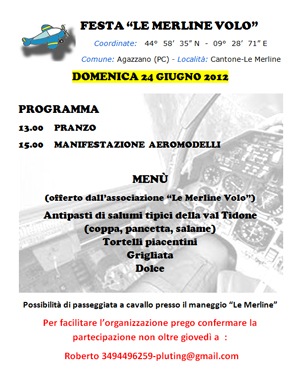 FESTA “LE MERLINE VOLO”
Coordinate:   44°  58'  35” N  -  09°  28'  71” E
Comune: Agazzano (PC) - Località: Cantone-Le Merline
DOMENICA 24 GIUGNO 2012
PROGRAMMA
13.00   PRANZO
15.00   MANIFESTAZIONE  AEROMODELLI
MENÙ
(offerto dall’associazione “Le Merline Volo”)
Antipasti di salumi tipici della val Tidone
(coppa, pancetta, salame)
Tortelli piacentini
Grigliata
Dolce
Possibilità di passeggiata a cavallo presso il maneggio “Le Merline”
Per facilitare l’organizzazione prego confermare la
partecipazione non oltre giovedì a  :
Roberto 3494496259-pluting@gmail.com